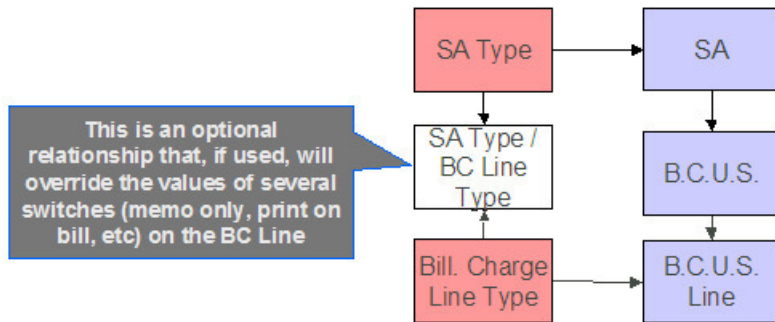 SA Type
SA
This is an optional
relationship that, if used, will
override the values of several
switches (memo only, print on
bill, etc) on the BC Line
SA Type /
BC Line
Type
B.C.U.S.
Bill. Charge
Line Type
B.C.U.S.
Line